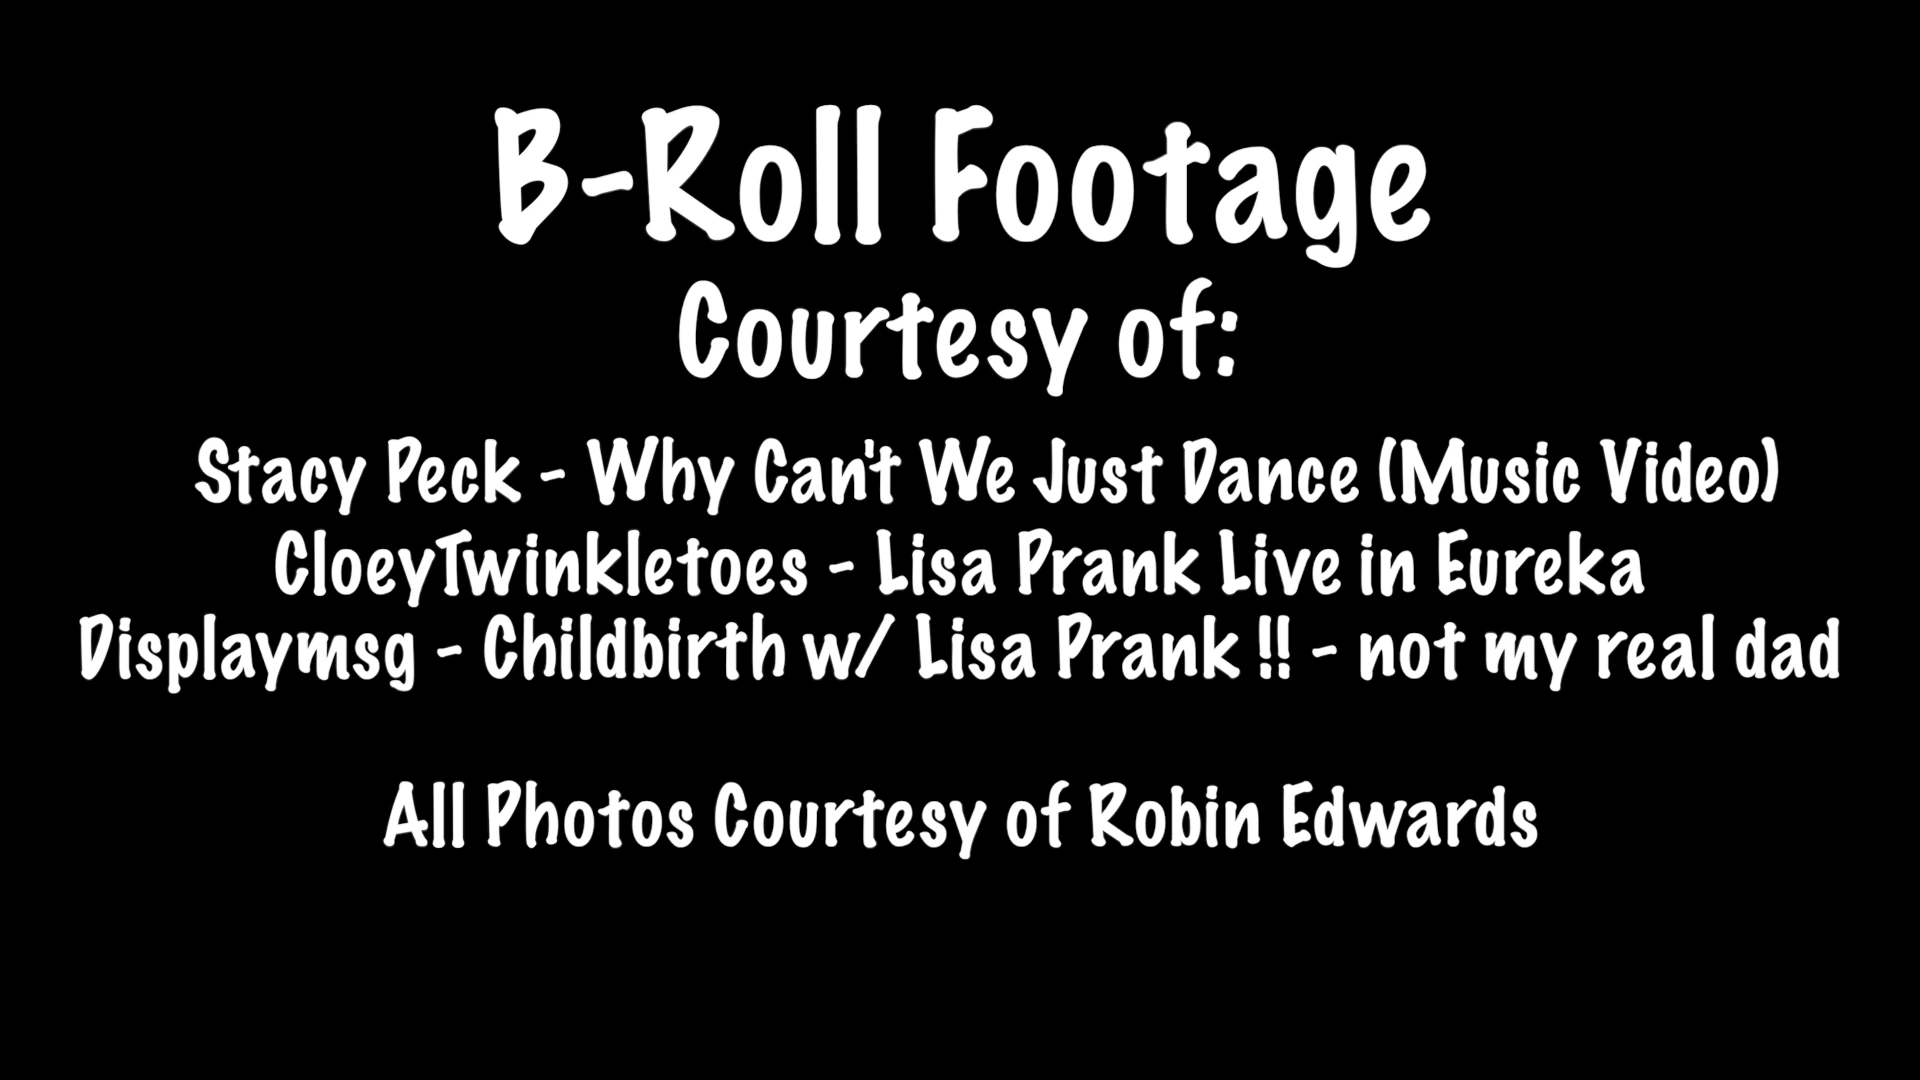 B-Roll Footage
Courtesy of:
Stacy Peck - Why Can't We Just Dance (Music Video)
CloeyTwinkletoes - Lisa Prank Live in Eureka
Displaymsg - Childbirth w/ Lisa Prank !! - not my real dad
All Photos Courtesy of Robin Edwards